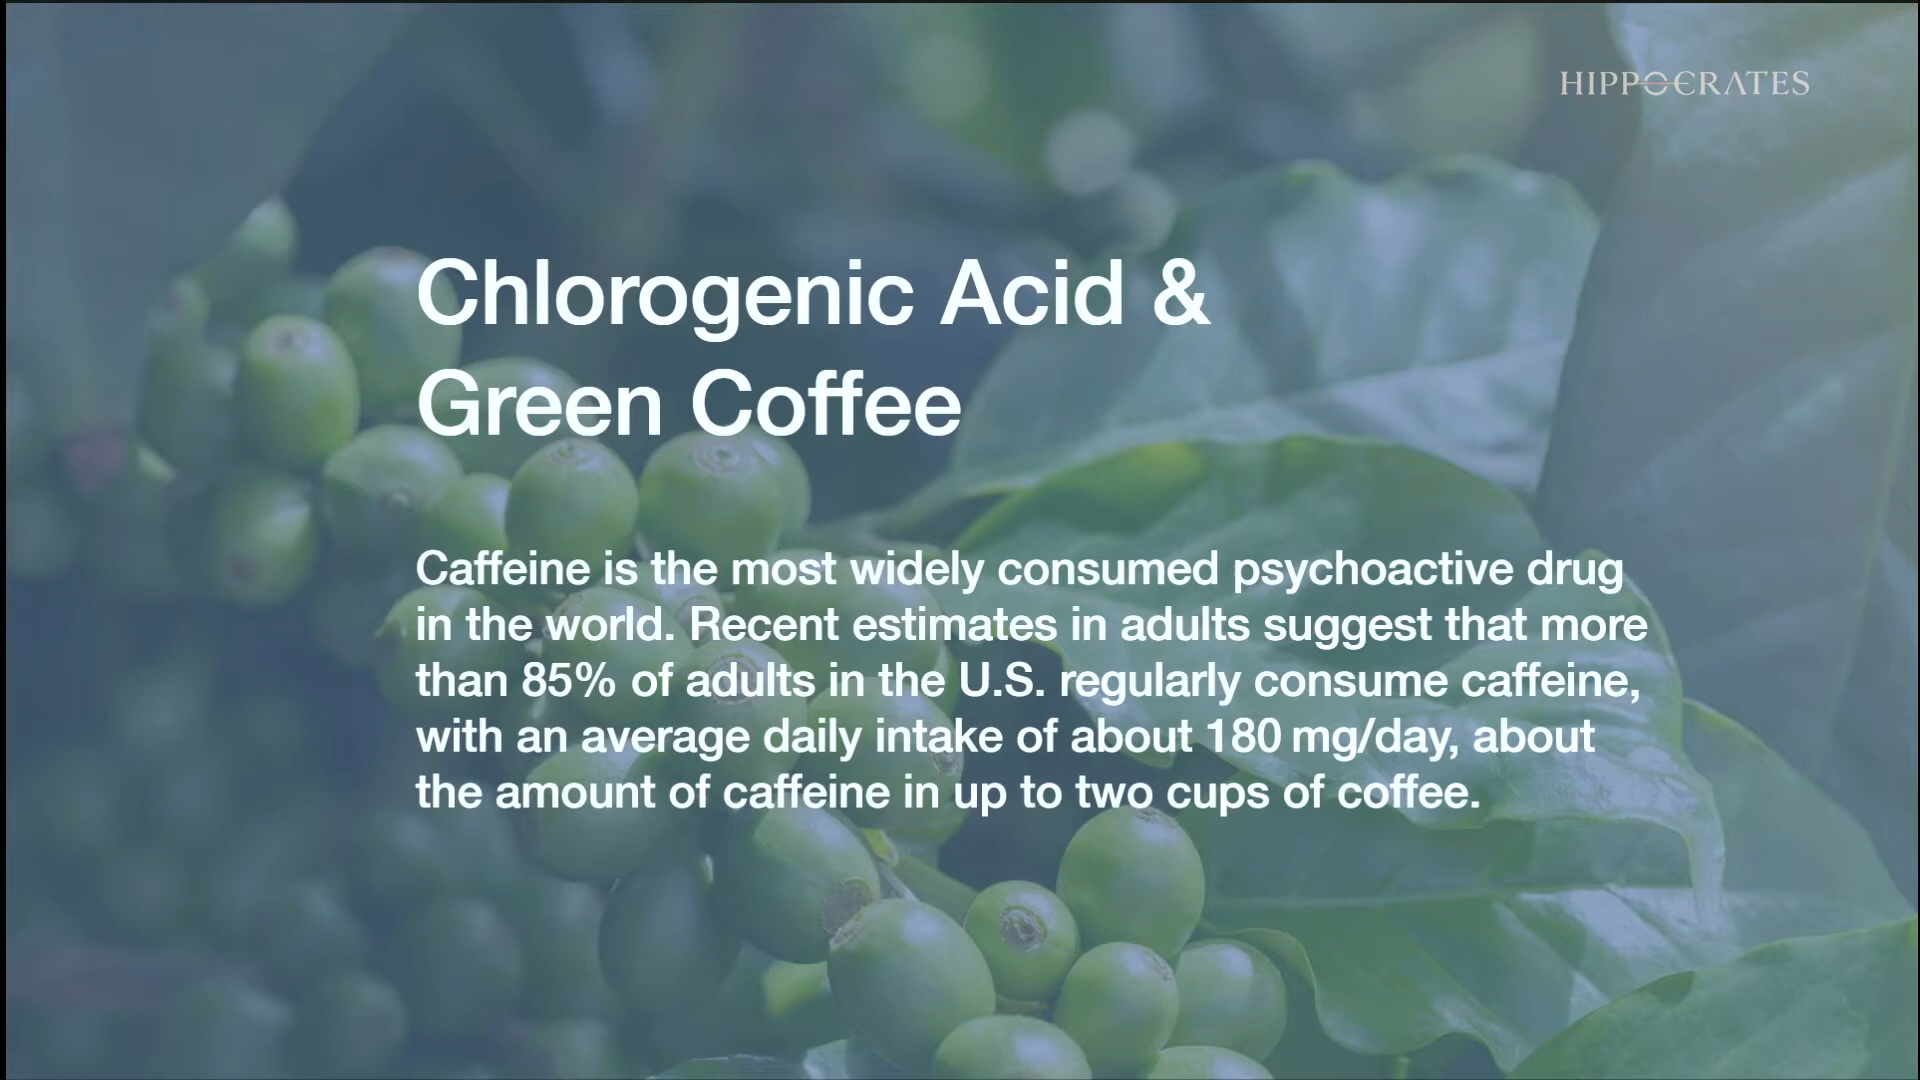 HIPPOCRATES
Chlorogenic Acid &
Green Coffee
Caffeine is the most widely consumed psychoactive drug
in the world. Recent estimates in adults suggest that more
than 85% of adults in the U.S. regularly consume caffeine,
with an average daily intake of about 180 mg/day, about
the amount of caffeine in up to two cups of coffee.